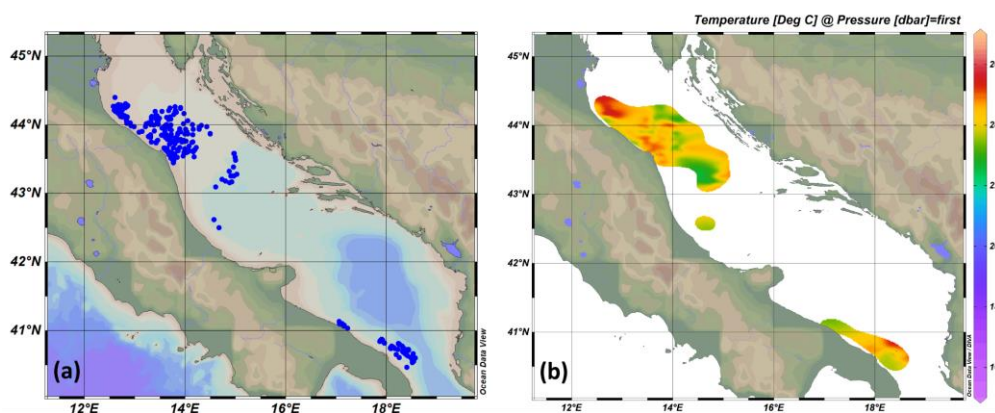 Temperature [Deg C] @ Pressure [dbar]=first
(a)
45°N
44°N
43°N
42°N
41°N
12°E
14°E
16°E
18°E
Ocean Data View
(b)
45°N
44°N
43°N
42°N
41°N
12°E
14°E
16°E
18°E
Ocean Data View / DIVA